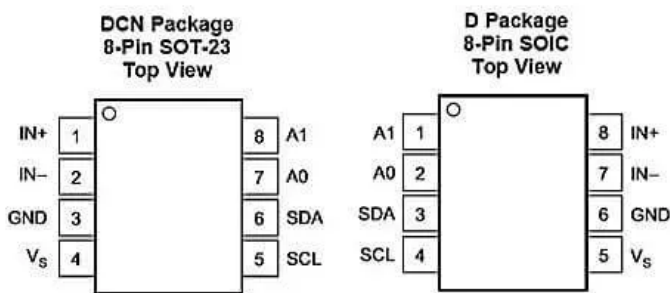 DCN Package
8-Pin SOT-23
Top View
IN+ 1 8 A1
IN– 2 7 A0
GND 3 6 SDA
VS 4 5 SCL
D Package
8-Pin SOIC
Top View
A1 1 8 IN+
A0 2 7 IN–
SDA 3 6 GND
SCL 4 5 VS